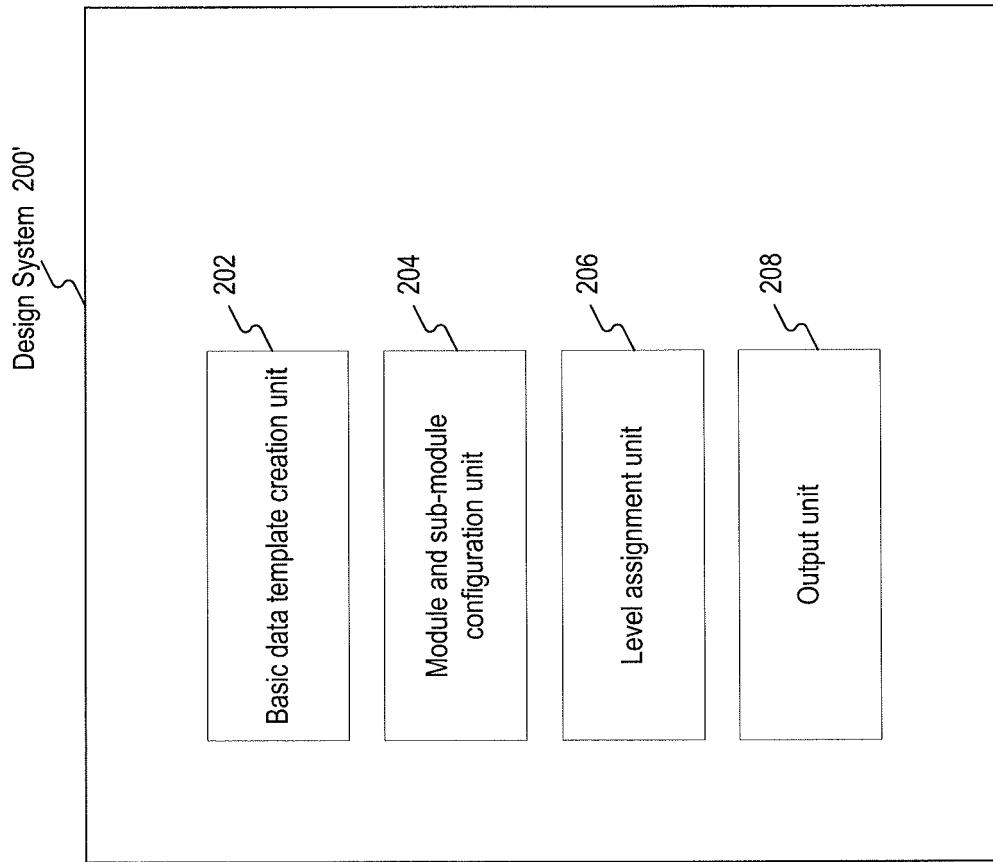 Design System 200'
202
Basic data template creation unit
204
Module and sub-module
configuration unit
206
Level assignment unit
208
Output unit